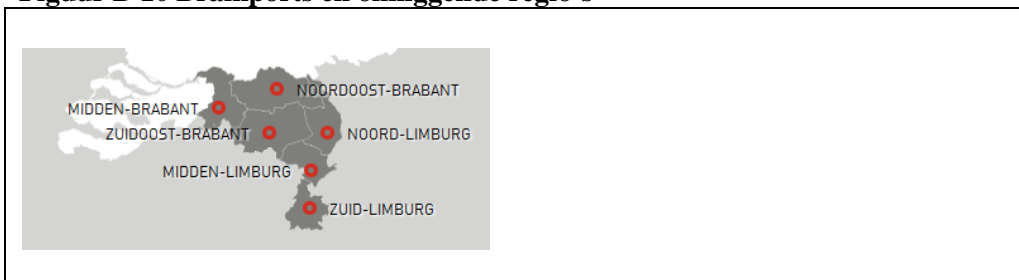 NOORDOOST-BRABANT
MIDDEN-BRABANT
ZUIDOOST-BRABANT
NOORD-LIMBURG
MIDDEN-LIMBURG
ZUID-LIMBURG